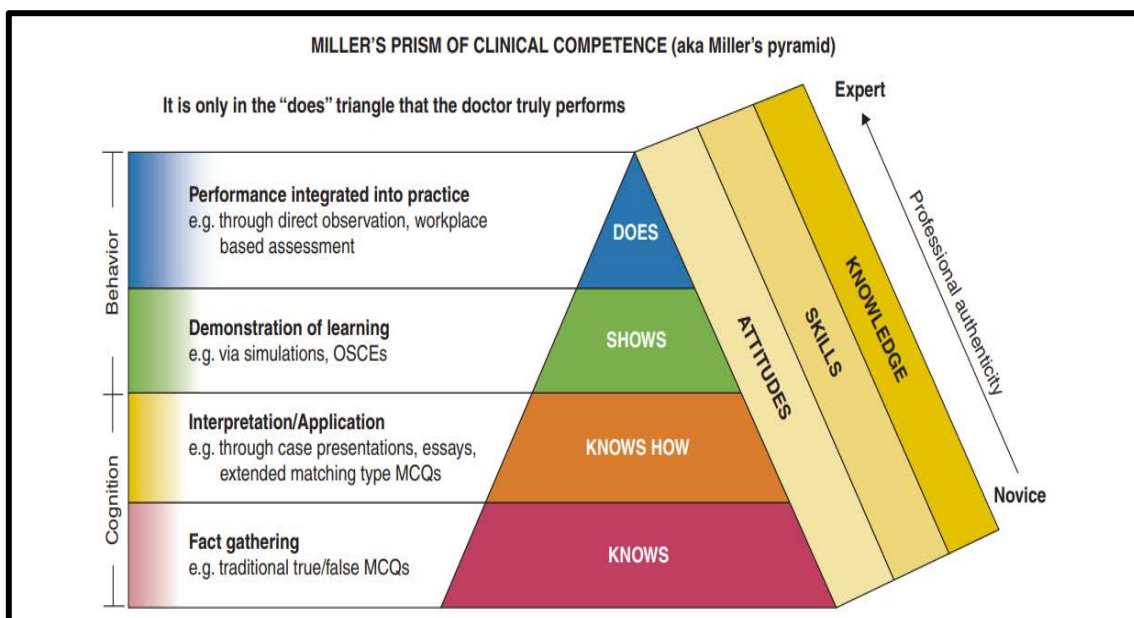 MILLER'S PRISM OF CLINICAL COMPETENCE (aka Miller's pyramid)
It is only in the “does” triangle that the doctor truly performs
Expert
Professional authenticity
Novice
Behavior
Cognition
Performance integrated into practice
e.g. through direct observation, workplace
based assessment
DOES
Demonstration of learning
e.g. via simulations, OSCEs
SHOWS
Interpretation/Application
e.g. through case presentations, essays,
extended matching type MCQs
KNOWS HOW
Fact gathering
e.g. traditional true/false MCQs
KNOWS
ATTITUDES
SKILLS
KNOWLEDGE